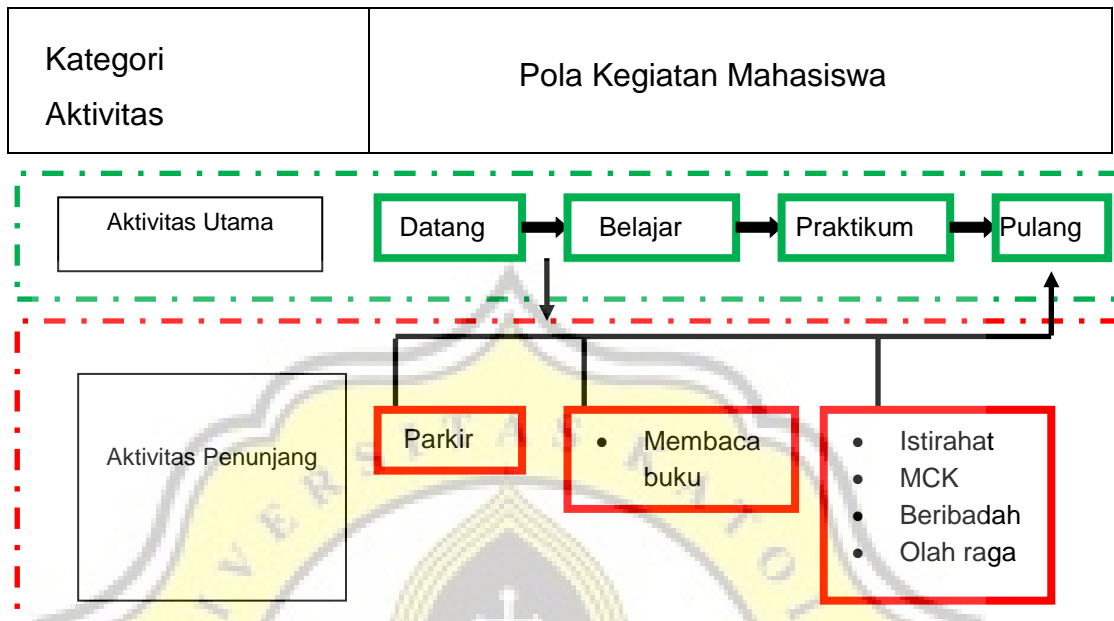 Kategori
Aktivitas
Pola Kegiatan Mahasiswa
Aktivitas Utama
Datang
Belajar
Praktikum
Pulang
Aktivitas Penunjang
Parkir
• Membaca
buku
• Istirahat
• MCK
• Beribadah
• Olah raga